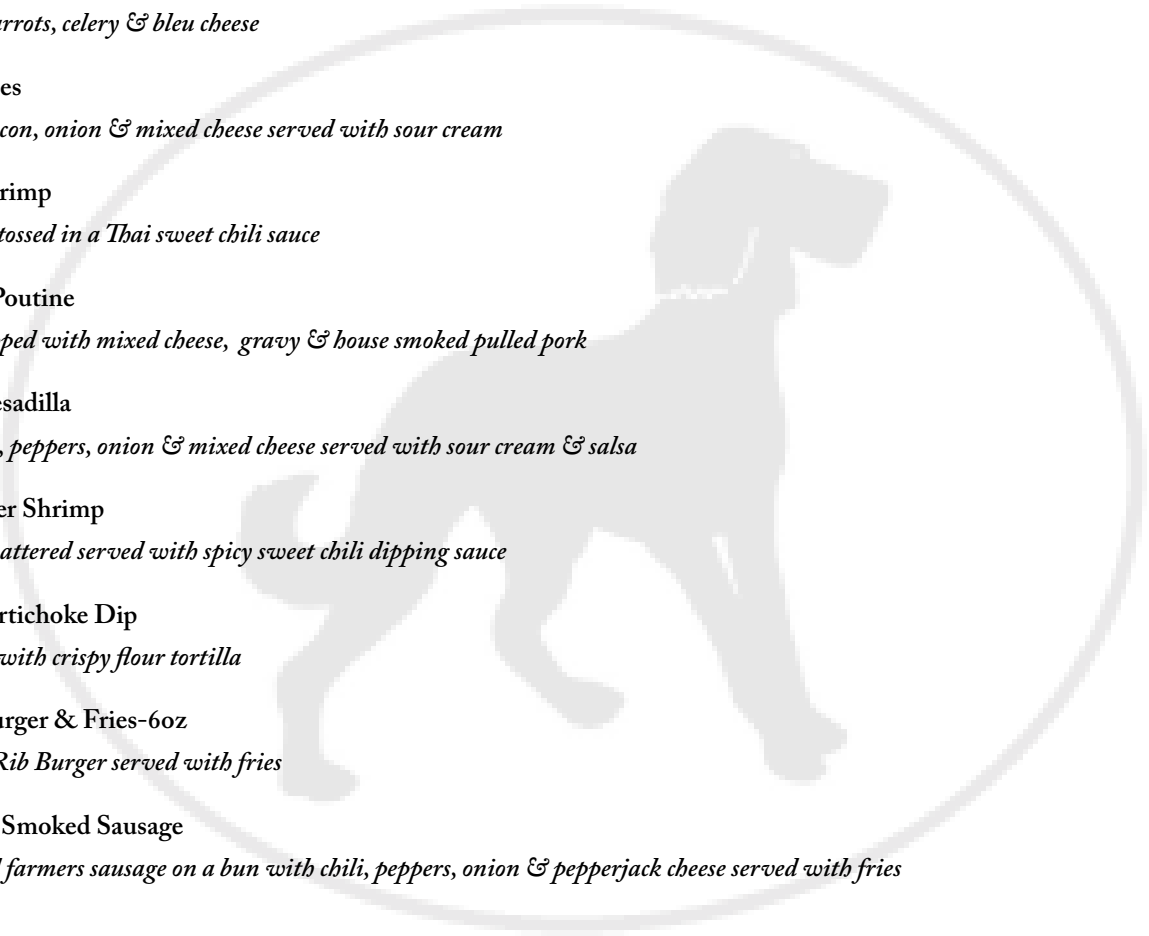 arrots, celery & bleu cheese
es
con, onion & mixed cheese served with sour cream
rimp
tossed in a Thai sweet chili sauce
Poutine
ped with mixed cheese, gravy & house smoked pulled pork
esadilla
, peppers, onion & mixed cheese served with sour cream & salsa
er Shrimp
attered served with spicy sweet chili dipping sauce
rtichoke Dip
with crispy flour tortilla
urger & Fries-6oz
Rib Burger served with fries
Smoked Sausage
farmers sausage on a bun with chili, peppers, onion & pepperjack cheese served with fries